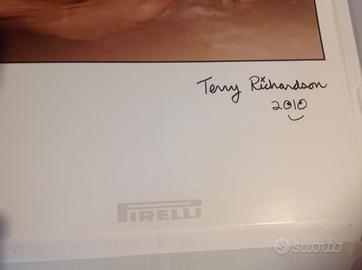 Terry Richardson
2010
PIRELLI
subito